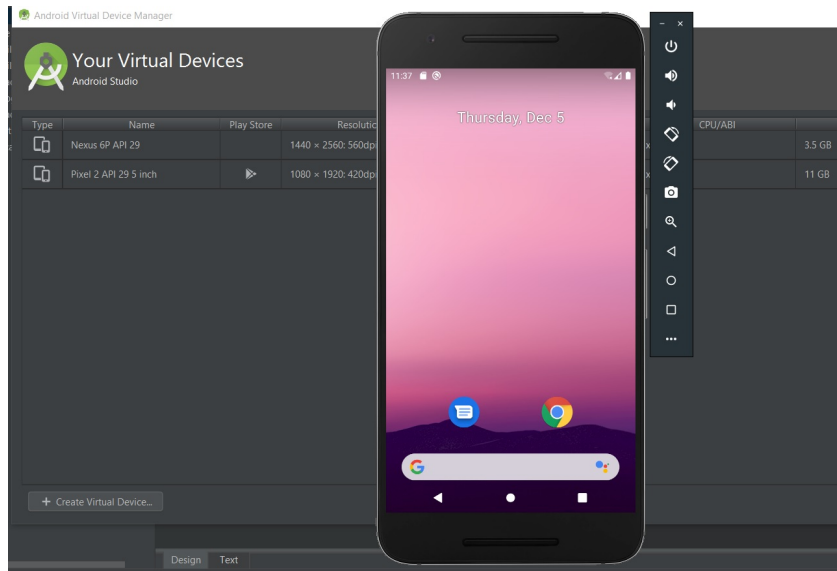 Android Virtual Device Manager
Your Virtual Devices
Android Studio
Type Name Play Store Resolutio CPU/ABI
Nexus 6P API 29 1440 × 2560: 560dpi 3.5 GB
Pixel 2 API 29 5 inch 1080 × 1920: 420dpi 11 GB
11:37
Thursday, Dec 5
+ Create Virtual Device...
Design Text